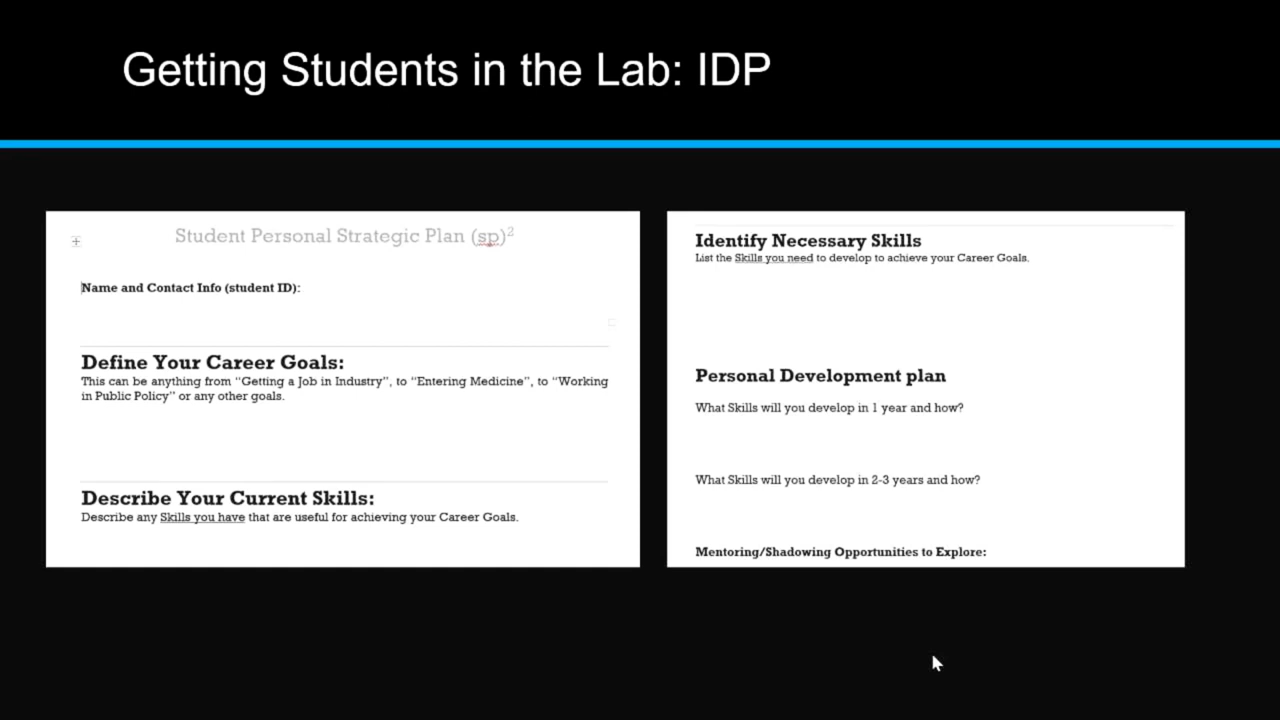 Getting Students in the Lab: IDP
Student Personal Strategic Plan (sp)²
Name and Contact Info (student ID):
Define Your Career Goals:
This can be anything from “Getting a Job in Industry”, to “Entering Medicine”, to “Working
in Public Policy” or any other goals.
Describe Your Current Skills:
Describe any Skills you have that are useful for achieving your Career Goals.
Identify Necessary Skills
List the Skills you need to develop to achieve your Career Goals.
Personal Development plan
What Skills will you develop in 1 year and how?
What Skills will you develop in 2-3 years and how?
Mentoring/Shadowing Opportunities to Explore: